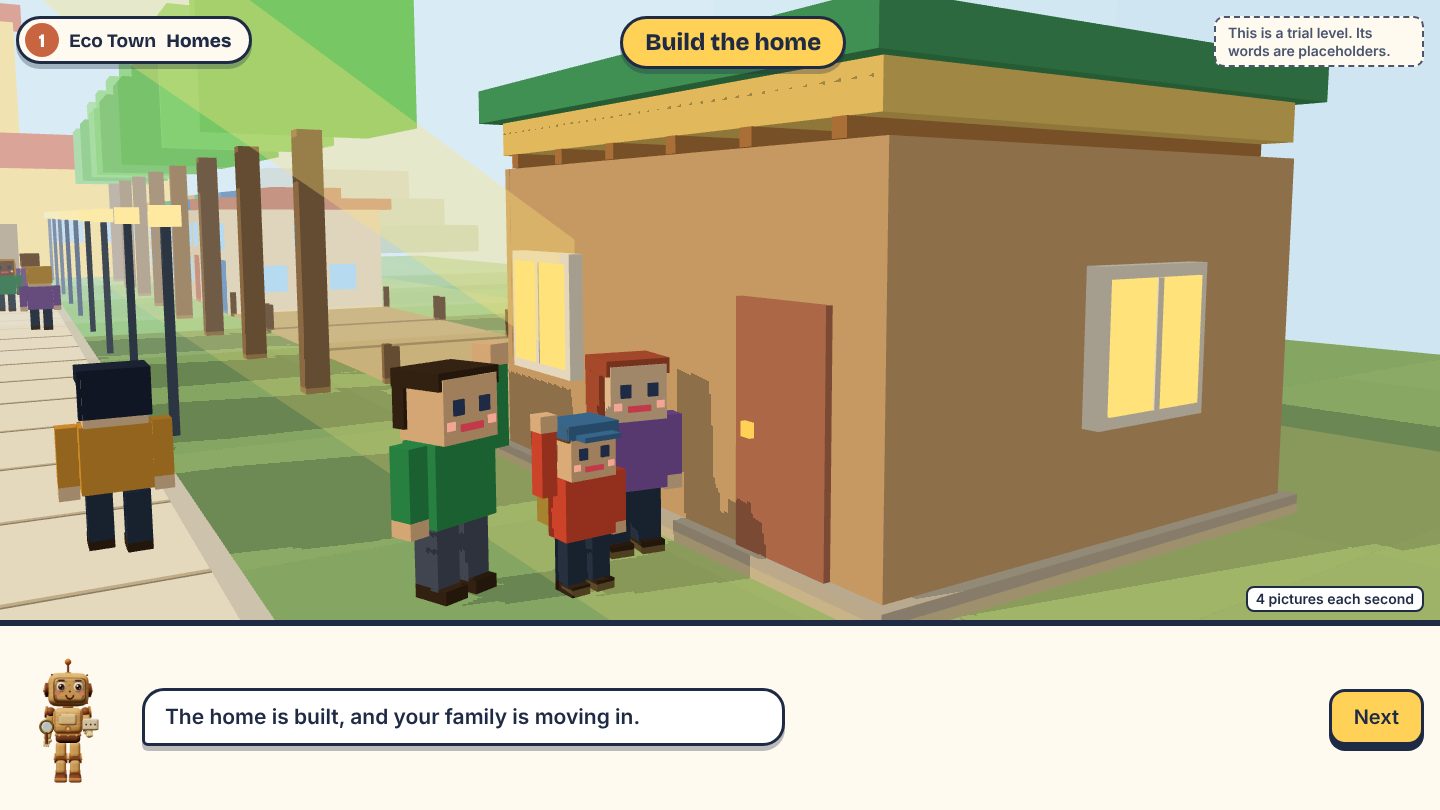 1 Eco Town Homes
Build the home
This is a trial level. Its
words are placeholders.
4 pictures each second
The home is built, and your family is moving in.
Next